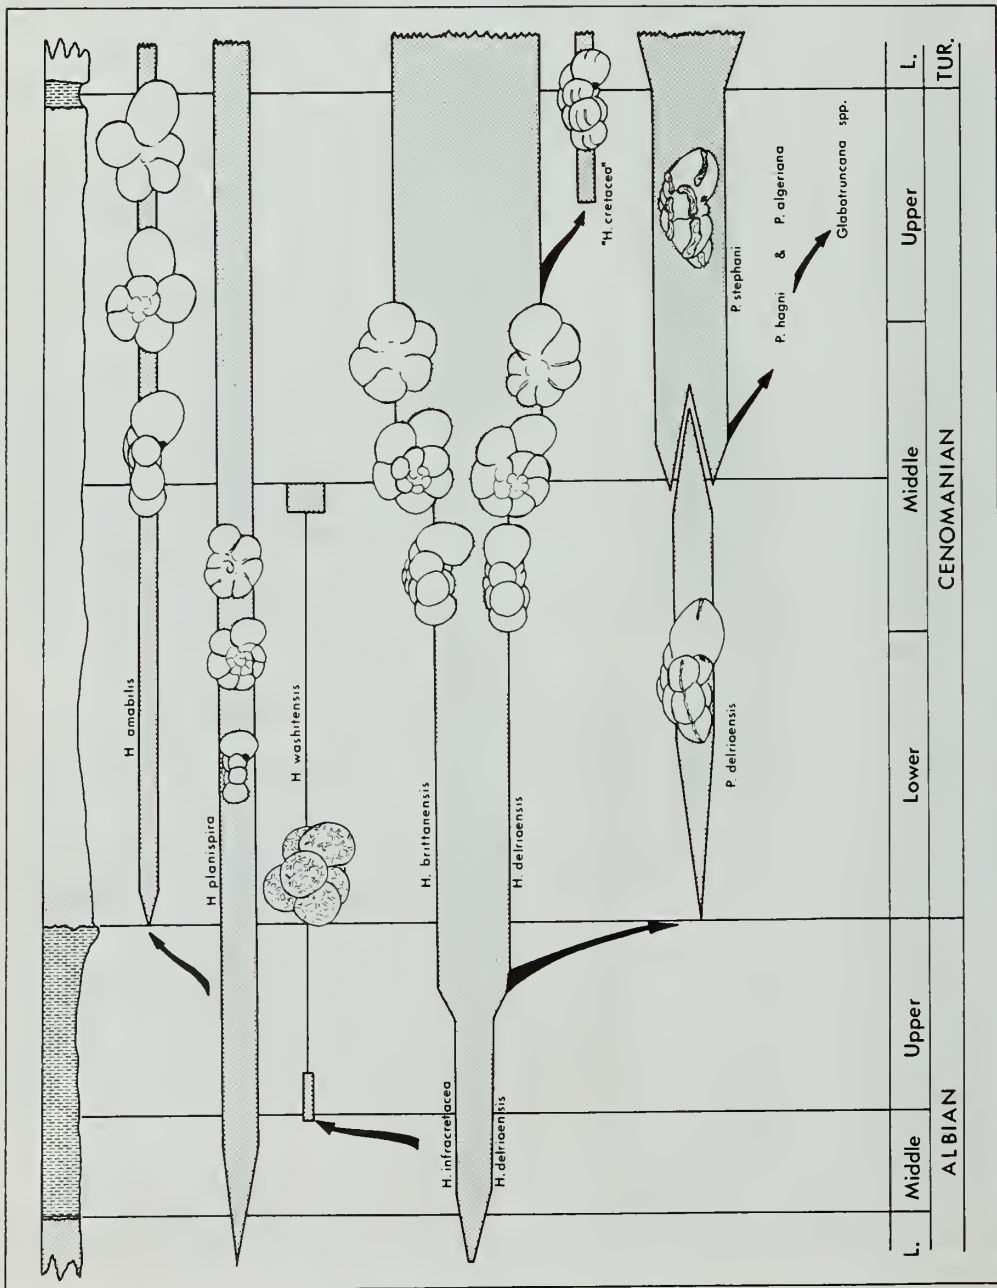 H. amabilis
H planispira
H washitensis
H. brittanensis
H. delrioensis
H. infracretacea
H. delrioensis
"H. cretacea"
P. stephani
P. delrioensis
P. hagni & P. algeriana
Globotruncana spp.
L. Middle Upper Lower Middle Upper L.
ALBIAN CENOMANIAN TUR.